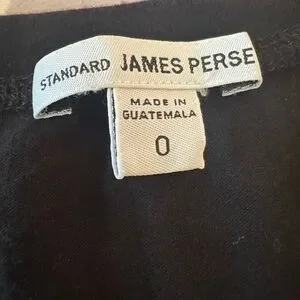 STANDARD JAMES PERSE
MADE IN
GUATEMALA
0